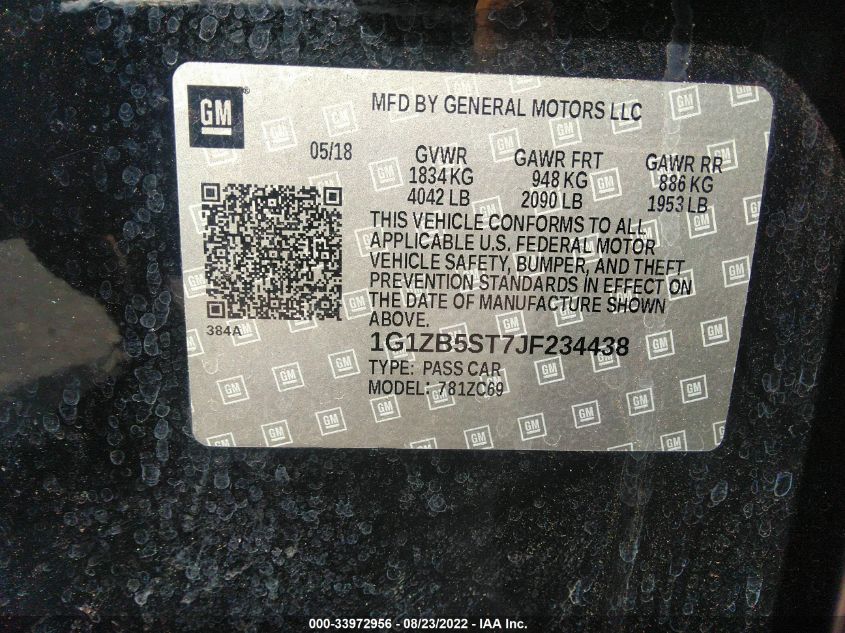 GM
MFD BY GENERAL MOTORS LLC
05/18
GVWR GAWR FRT GAWR RR
1834 KG 948 KG 886 KG
4042 LB 2090 LB 1953 LB
THIS VEHICLE CONFORMS TO ALL
APPLICABLE U.S. FEDERAL MOTOR
VEHICLE SAFETY, BUMPER, AND THEFT
PREVENTION STANDARDS IN EFFECT ON
THE DATE OF MANUFACTURE SHOWN
ABOVE.
384A
1G1ZB5ST7JF234438
TYPE: PASS CAR
MODEL: 781ZC69
000-33972956 - 08/23/2022 - IAA Inc.